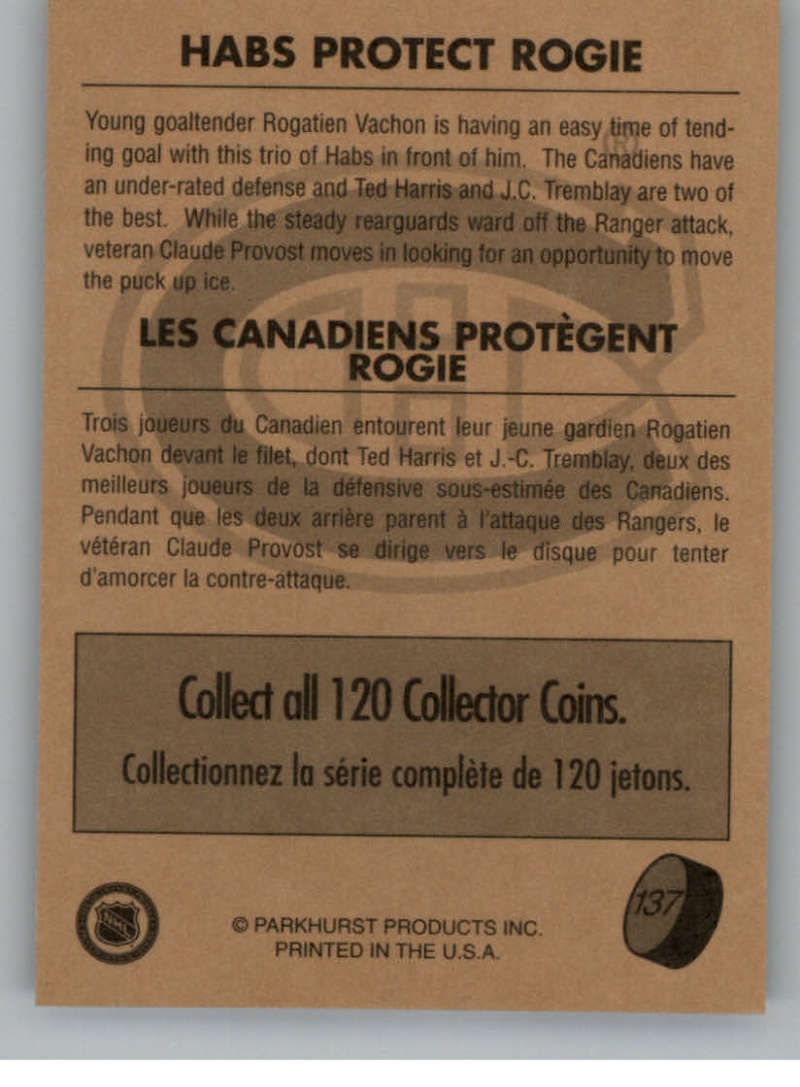 HABS PROTECT ROGIE
Young goaltender Rogatien Vachon is having an easy time of tend-
ing goal with this trio of Habs in front of him. The Canadiens have
an under-rated defense and Ted Harris and J.C. Tremblay are two of
the best. While the steady rearguards ward off the Ranger attack,
veteran Claude Provost moves in looking for an opportunity to move
the puck up ice.
LES CANADIENS PROTÈGENT
ROGIE
Trois joueurs du Canadien entourent leur jeune gardien Rogatien
Vachon devant le filet, dont Ted Harris et J.-C. Tremblay, deux des
meilleurs joueurs de la défensive sous-estimée des Canadiens.
Pendant que les deux arrière parent à l'attaque des Rangers, le
vétéran Claude Provost se dirige vers le disque pour tenter
d'amorcer la contre-attaque.
Collect all 120 Collector Coins.
Collectionnez la série complète de 120 jetons.
NHL
© PARKHURST PRODUCTS INC.
PRINTED IN THE U.S.A.
137